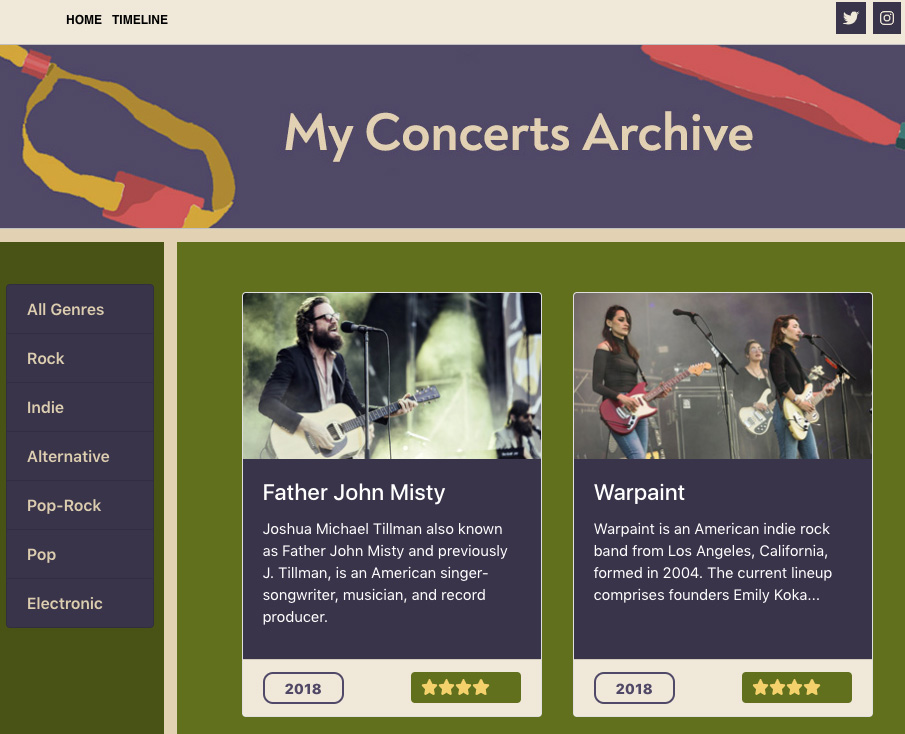 HOME TIMELINE
My Concerts Archive
All Genres
Rock
Indie
Alternative
Pop-Rock
Pop
Electronic
Father John Misty
Joshua Michael Tillman also known
as Father John Misty and previously
J. Tillman, is an American singer-
songwriter, musician, and record
producer.
2018
Warpaint
Warpaint is an American indie rock
band from Los Angeles, California,
formed in 2004. The current lineup
comprises founders Emily Koka...
2018